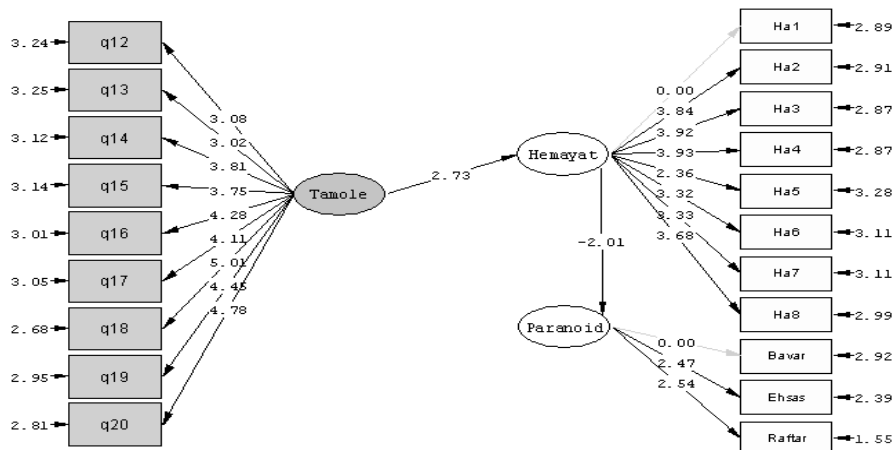 3.24 q12
3.25 q13
3.12 q14
3.14 q15
3.01 q16
3.05 q17
2.68 q18
2.95 q19
2.81 q20
3.08
3.02
3.81
3.75
4.28
4.11
5.01
4.45
4.78
Tamole
2.73
Hemayat
-2.01
Paranoid
0.00
3.84
3.92
3.93
2.36
3.32
3.33
3.68
0.00
2.47
2.54
Ha1 2.89
Ha2 2.91
Ha3 2.87
Ha4 2.87
Ha5 3.28
Ha6 3.11
Ha7 3.11
Ha8 2.99
Bavar 2.92
Ehsas 2.39
Raftar 1.55